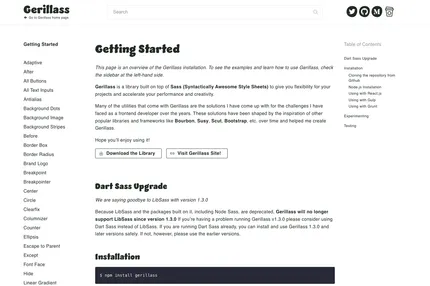 Gerillass
Go to Gerillass home page
Search
Getting Started
Adaptive
After
All Buttons
All Text Inputs
Antialias
Background Dots
Background Image
Background Stripes
Before
Border Box
Border Radius
Brand Logo
Breakpoint
Breakpointer
Center
Circle
Clearfix
Columnizer
Counter
Ellipsis
Escape to Parent
Except
Font Face
Hide
Linear Gradient
Getting Started
This page is an overview of the Gerillass installation. To see the examples and learn how to use Gerillass, check
the sidebar at the left-hand side.
Gerillass is a library built on top of Sass (Syntactically Awesome Style Sheets) to give you flexibility for your
projects and accelerate your performance and creativity.
Many of the utilities that come with Gerillass are the solutions I have come up with for the challenges I have
faced as a frontend developer over the years. These solutions have been shaped by the inspiration of other
popular libraries and frameworks like Bourbon, Susy, Scut, Bootstrap, etc. over time and helped me create
Gerillass.
Hope you'll enjoy using it!
Download the Library
Visit Gerillass Site!
Dart Sass Upgrade
We are saying goodbye to LibSass with version 1.3.0
Because LibSass and the packages built on it, including Node Sass, are deprecated, Gerillass will no longer
support LibSass since version 1.3.0 If you're having a problem running Gerillass v1.3.0 please consider using
Dart Sass instead of LibSass. If you are running Dart Sass already, you can install and use Gerillass 1.3.0 and
later versions safely. If not, however, please use the earlier versions.
Installation
$ npm install gerillass
Table of Contents
Dart Sass Upgrade
Installation
Cloning the repository from
Github
Node.js Installation
Using with React.js
Using with Gulp
Using with Grunt
Experimenting
Testing